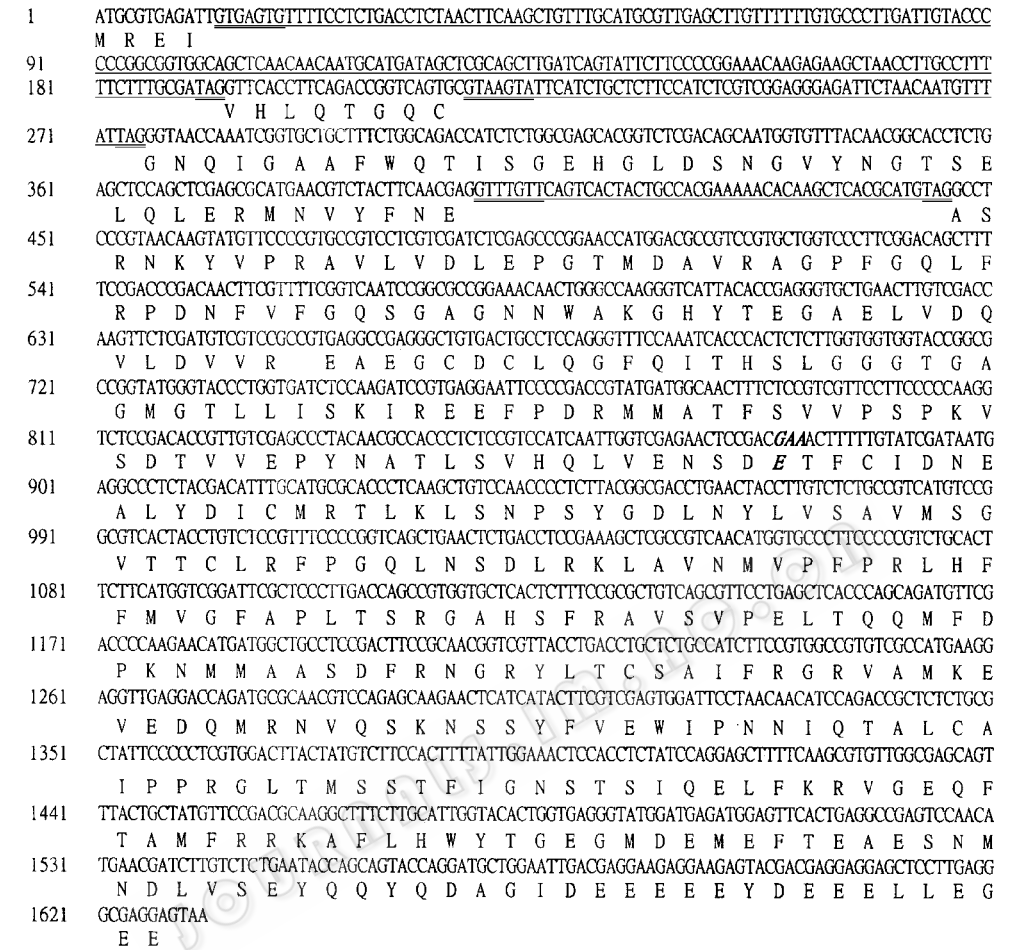 1 ATGCGTGAGATTGTGAGTGTTTTTCCTCTGACCTCTAACTTCAAGCTGTTTGCATGCGTTGAGCTTGTTTTTTTGTGCCCTTGATTGTACCC
M R E I
91 CCCGGCGGTGGCAGCTCAACAACAATGCATGATAGCTCGCAGCTTGATCAGTATTCTTCCCCGGAAACAAGAGAAGCTAACCTTGCCTTT
181 TTCTTTGCGATAGGTTCACCTTCAGACCGGTCAGTGCGTAAGTATTCATCTGCTCTTCCATCTCGTCGGAGGGAGATTCTAACAATGTTT
V H L Q T G Q C
271 ATTAGGGTAACCAAATCGGTGCTGCTTTCTGGCAGACCATCTCTGGCGAGCACGGTCTCGACAGCAATGGTGTTTACAACGGCACCTCTG
G N Q I G A A F W Q T I S G E H G L D S N G V Y N G T S E
361 AGCTCCAGCTCGAGCGCATGAACGTCTACTTCAACGAGGTTTGTTCAGTCACTACTGCCACGAAAAACACAAGCTCACGCATGTAGGCCT
L Q L E R M N V Y F N E A S
451 CCCGTAACAAGTATGTTCCCCGTGCCGTCCTCGTCGATCTCGAGCCCGGAACCATGGACGCCGTCCGTGCTGGTCCCTTCGGACAGCTTT
R N K Y V P R A V L V D L E P G T M D A V R A G P F G Q L F
541 TCCGACCCGACAACTTCGTTTTCGGTCAATCCGGCGCCGGAAACAACTGGGCCAAGGGTCATTACACCGAGGGTGCTGAACTTGTCGACC
R P D N F V F G Q S G A G N N W A K G H Y T E G A E L V D Q
631 AAGTTCTCGATGTCGTCCGCCGTGAGGCCGAGGGCTGTGACTGCCTCCAGGGTTTCCAAATCACCCACTCTCTTGGTGGTGGTACCGGCG
V L D V V R E A E G C D C L Q G F Q I T H S L G G G T G A
721 CCGGTATGGGTACCCTGGTGATCTCCAAGATCCGTGAGGAATTCCCCGACCGTATGATGGCAACTTTCTCCGTCGTTCCTTCCCCCAAGG
G M G T L L I S K I R E E F P D R M M A T F S V V P S P K V
811 TCTCCGACACCGTTGTCGAGCCCTACAACGCCACCCTCTCCGTCCATCAATTGGTCGAGAACTCCGACGAAACTTTTTGTATCGATAATG
S D T V V E P Y N A T L S V H Q L V E N S D E T F C I D N E
901 AGGCCCTCTACGACATTTGCATGCGCACCCTCAAGCTGTCCAACCCCTCTTACGGCGACCTGAACTACCTTGTCTCTGCCGTCATGTCCG
A L Y D I C M R T L K L S N P S Y G D L N Y L V S A V M S G
991 GCGTCACTACCTGTCTCCGTTTCCCCGGTCAGCTGAACTCTGACCTCCGAAAGCTCGCCGTCAACATGGTGCCCTTCCCCCGTCTGCACT
V T T C L R F P G Q L N S D L R K L A V N M V P F P R L H F
1081 TCTTCATGGTCGGATTCGCTCCCTTGACCAGCCGTGGTGCTCACTCTTTCCGCGCTGTCAGCGTTCCTGAGCTCACCCAGCAGATGTTCG
F M V G F A P L T S R G A H S F R A V S V P E L T Q Q M F D
1171 ACCCCAAGAACATGATGGCTGCCTCCGACTTCCGCAACGGTCGTTACCTGACCTGCTCTGCCATCTTCCGTGGCCGTGTCGCCATGAAGG
P K N M M A A S D F R N G R Y L T C S A I F R G R V A M K E
1261 AGGTTGAGGACCAGATGCGCAACGTCCAGAGCAAGAACTCATCATACTTCGTCGAGTGGATTCCTAACAACATCCAGACCGCTCTCTGCG
V E D Q M R N V Q S K N S S Y F V E W I P N N I Q T A L C A
1351 CTATTCCCCCTCGTGGACTTACTATGTCTTCCACTTTTATTGGAAACTCCACCTCTATCCAGGAGCTTTTCAAGCGTGTTGGCGAGCAGT
I P P R G L T M S S T F I G N S T S I Q E L F K R V G E Q F
1441 TTACTGCTATGTTCCGACGCAAGGCTTTCTTGCATTGGTACACTGGTGAGGGTATGGATGAGATGGAGTTCACTGAGGCCGAGTCCAACA
T A M F R R K A F L H W Y T G E G M D E M E F T E A E S N M
1531 TGAACGATCTTGTCTCTGAATACCAGCAGTACCAGGATGCTGGAATTGACGAGGAAGAGGAAGAGTACGACGAGGAGGAGCTCCTTGAGG
N D L V S E Y Q Q Y Q D A G I D E E E E E Y D E E E L L E G
1621 GCGAGGAGTAA
E E